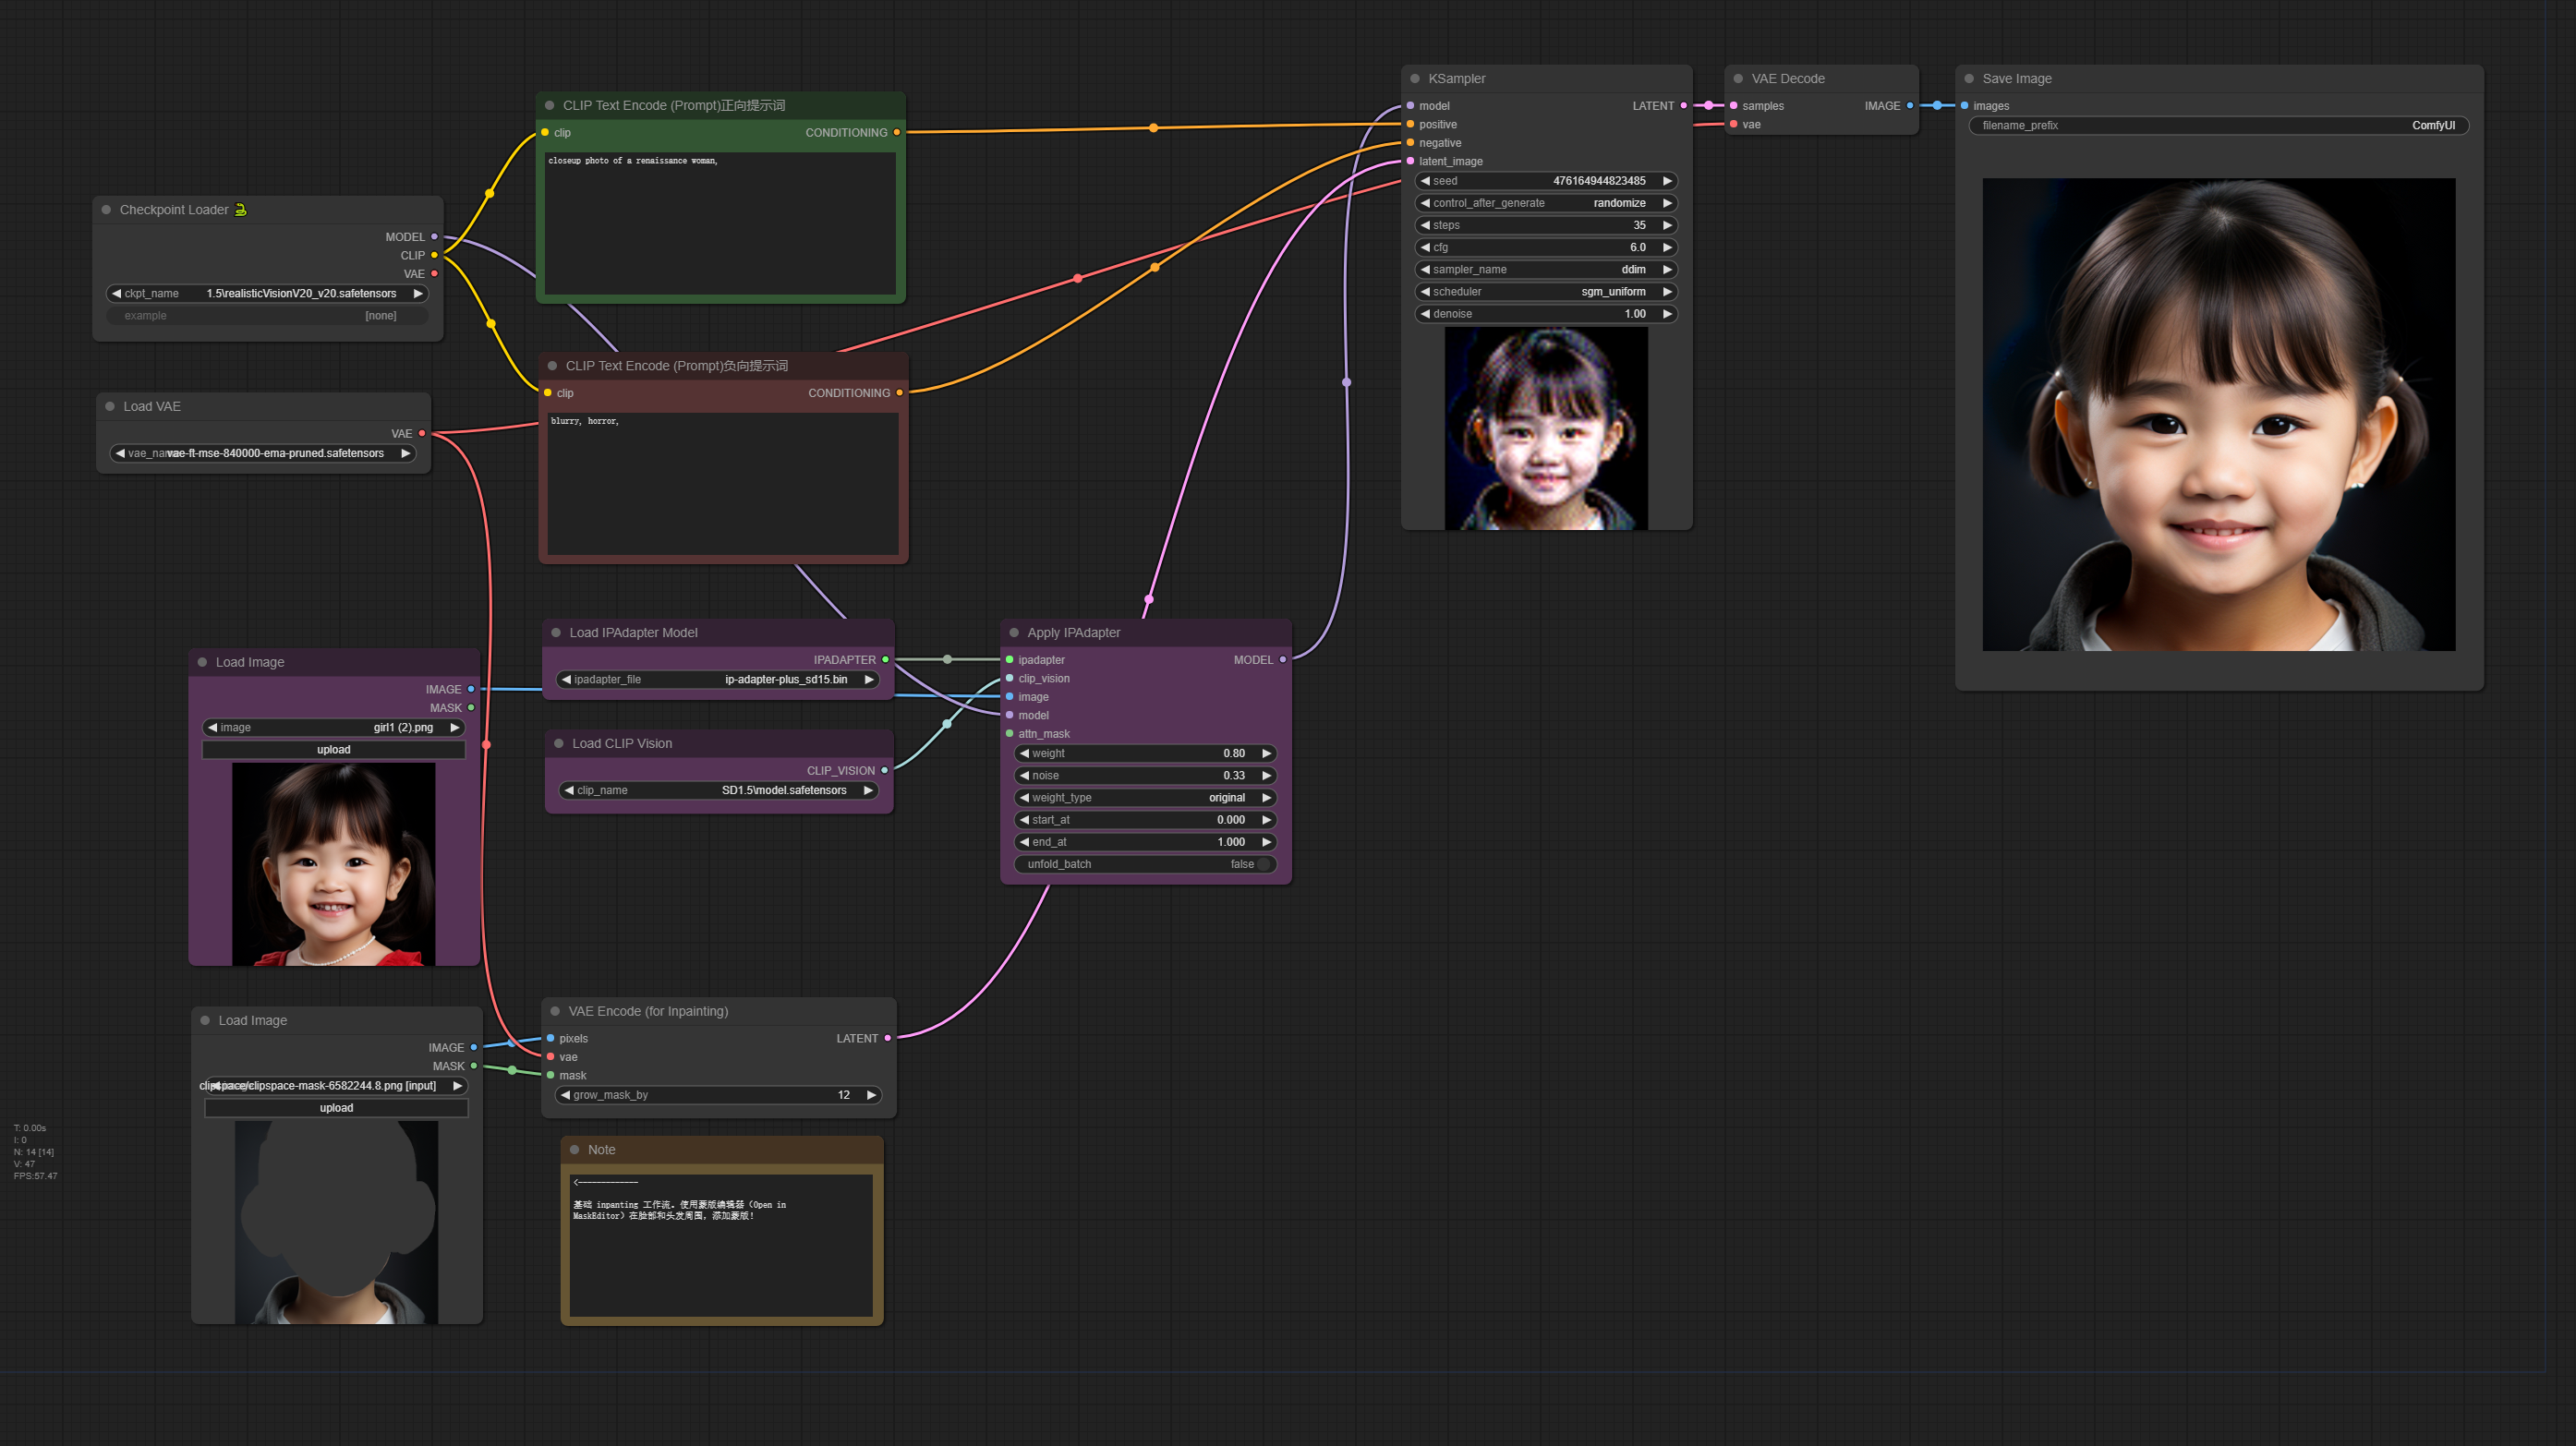 Checkpoint Loader
MODEL
CLIP
VAE
ckpt_name 1.5\realisticVisionV20_v20.safetensors
example [none]
Load VAE
VAE
vae-ft-mse-840000-ema-pruned.safetensors
CLIP Text Encode (Prompt)正向提示词
clip CONDITIONING
closeup photo of a renaissance woman,
CLIP Text Encode (Prompt)负向提示词
clip CONDITIONING
blurry, horror,
Load Image
IMAGE
MASK
image girl1 (2).png
upload
Load IPAdapter Model
IPADAPTER
ipadapter_file ip-adapter-plus_sd15.bin
Load CLIP Vision
CLIP_VISION
clip_name SD1.5\model.safetensors
Apply IPAdapter
ipadapter MODEL
clip_vision
image
model
attn_mask
weight 0.80
noise 0.33
weight_type original
start_at 0.000
end_at 1.000
unfold_batch false
Load Image
IMAGE
MASK
clipspace/clipspace-mask-6582244.8.png [input]
upload
VAE Encode (for Inpainting)
pixels LATENT
vae
mask
grow_mask_by 12
Note
<-------------
基础 inpanting 工作流。使用蒙版编辑器（Open in
MaskEditor）在脸部和头发周围，添加蒙版！
KSampler
model LATENT
positive
negative
latent_image
seed 476164944823485
control_after_generate randomize
steps 35
cfg 6.0
sampler_name ddim
scheduler sgm_uniform
denoise 1.00
VAE Decode
samples IMAGE
vae
Save Image
images
filename_prefix ComfyUI
T: 0.00s
I: 0
N: 14 [14]
V: 47
FPS:57.47